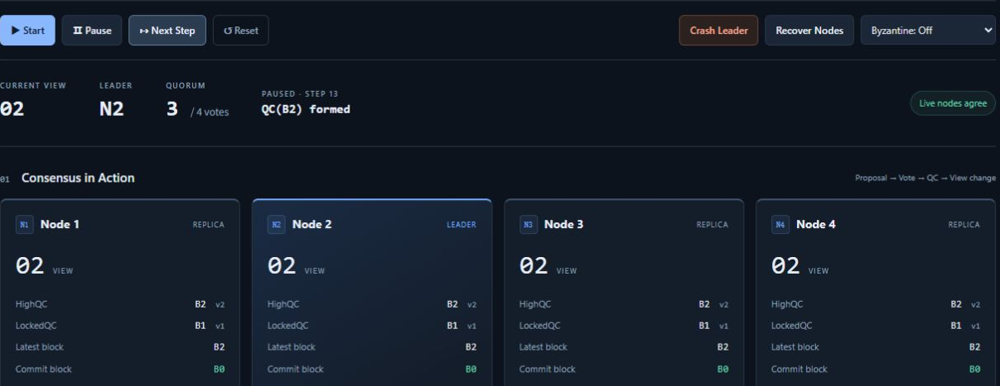 ▶ Start
Pause
↦ Next Step
↺ Reset
Crash Leader
Recover Nodes
Byzantine: Off
CURRENT VIEW
02
LEADER
N2
QUORUM
3 / 4 votes
PAUSED · STEP 13
QC(B2) formed
Live nodes agree
01 Consensus in Action
Proposal → Vote → QC → View change
N1 Node 1 REPLICA
02 VIEW
HighQC B2 v2
LockedQC B1 v1
Latest block B2
Commit block B0
N2 Node 2 LEADER
02 VIEW
HighQC B2 v2
LockedQC B1 v1
Latest block B2
Commit block B0
N3 Node 3 REPLICA
02 VIEW
HighQC B2 v2
LockedQC B1 v1
Latest block B2
Commit block B0
N4 Node 4 REPLICA
02 VIEW
HighQC B2 v2
LockedQC B1 v1
Latest block B2
Commit block B0